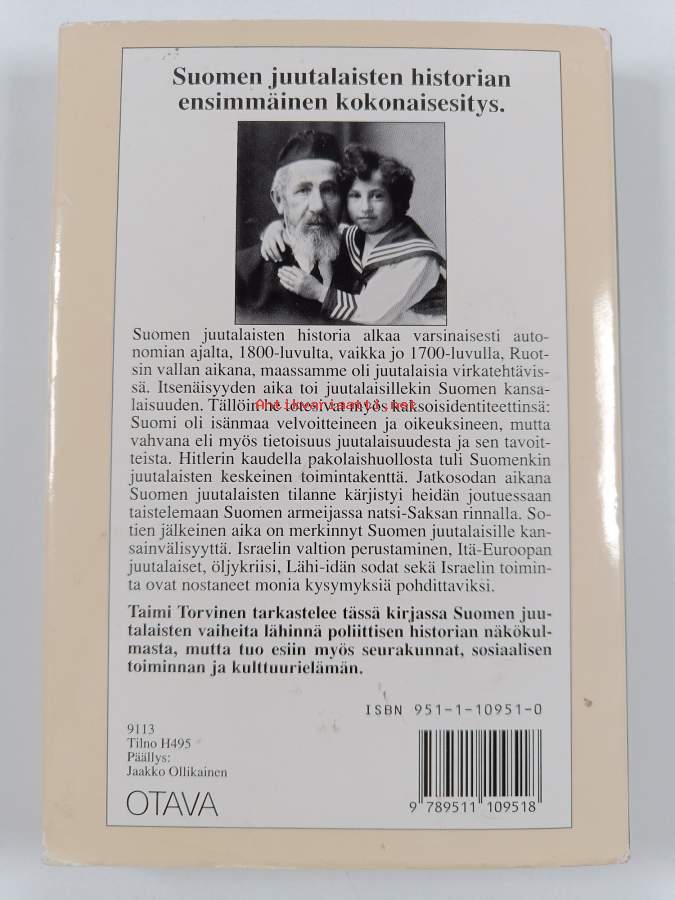 Suomen juutalaisten historian
ensimmäinen kokonaisesitys.
Suomen juutalaisten historia alkaa varsinaisesti auto-
nomian ajalta, 1800-luvulta, vaikka jo 1700-luvulla, Ruot-
sin vallan aikana, maassamme oli juutalaisia virkatehtävis-
sä. Itsenäisyyden aika toi juutalaisillekin Suomen kansa-
laisuuden. Tällöin he totesivat myös kaksoisidentiteettinsä:
Antikvariaatti.net
Suomi oli isänmaa velvoitteineen ja oikeuksineen, mutta
vahvana eli myös tietoisuus juutalaisuudesta ja sen tavoit-
teista. Hitlerin kaudella pakolaishuollosta tuli Suomenkin
juutalaisten keskeinen toimintakenttä. Jatkosodan aikana
Suomen juutalaisten tilanne kärjistyi heidän joutuessaan
taistelemaan Suomen armeijassa natsi-Saksan rinnalla. So-
tien jälkeinen aika on merkinnyt Suomen juutalaisille kan-
sainvälisyyttä. Israelin valtion perustaminen, Itä-Euroopan
juutalaiset, öljykriisi, Lähi-idän sodat sekä Israelin toimin-
ta ovat nostaneet monia kysymyksiä pohdittaviksi.
Taimi Torvinen tarkastelee tässä kirjassa Suomen juu-
talaisten vaiheita lähinnä poliittisen historian näkökul-
masta, mutta tuo esiin myös seurakunnat, sosiaalisen
toiminnan ja kulttuurielämän.
ISBN 951-1-10951-0
9113
Tilno H495
Päällys:
Jaakko Ollikainen
OTAVA
9 789511 109518